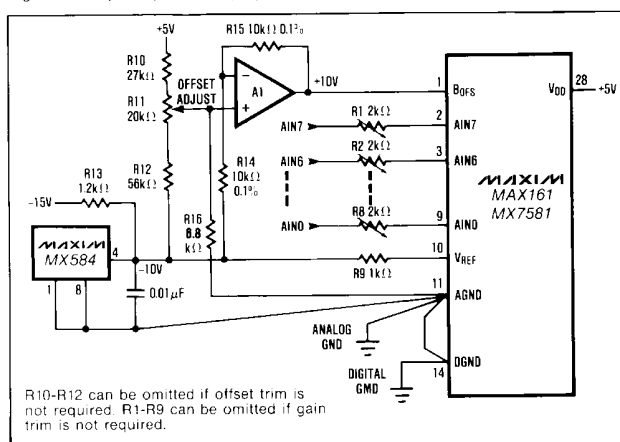 R15 10kΩ 0.1%
+5V
R10
27kΩ
OFFSET
ADJUST
R11
20kΩ
−
+
A1
+10V
1
BOFS
VDD
28
+5V
AIN7
R1 2kΩ
2
AIN7
AIN6
R2 2kΩ
3
AIN6
R13
1.2kΩ
R12
56kΩ
R14
10kΩ
0.1%
MAXIM
MAX161
MX7581
−15V
R16
6.8
kΩ
AIN0
R8 2kΩ
9
AIN0
MAXIM
MX584
4
−10V
10
VREF
R9 1kΩ
11
AGND
1
8
0.01μF
ANALOG
GND
DIGITAL
GMD
DGND
14
R10-R12 can be omitted if offset trim is
not required. R1-R9 can be omitted if gain
trim is not required.